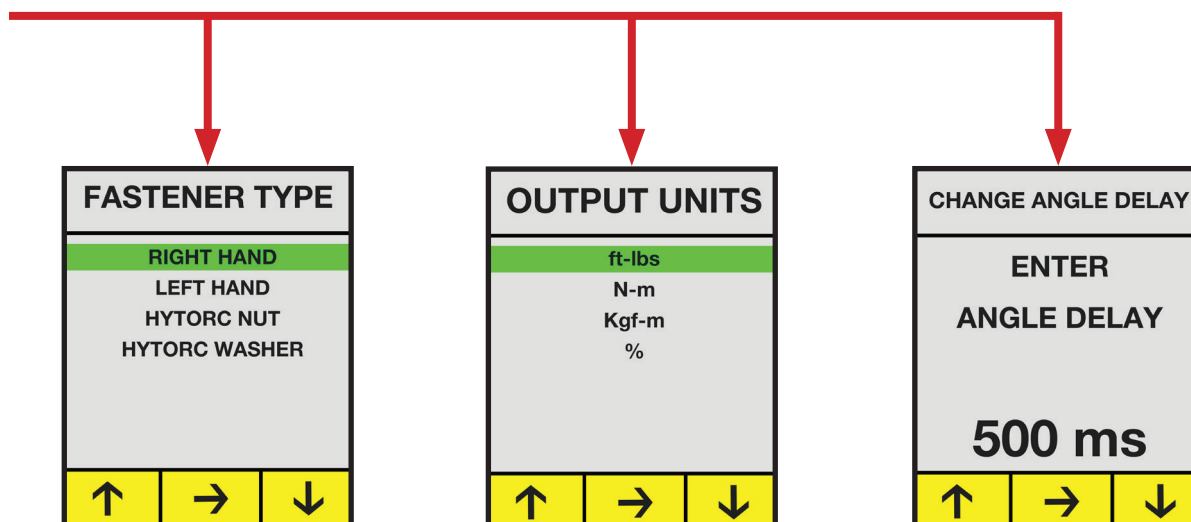 FASTENER TYPE
RIGHT HAND
LEFT HAND
HYTORC NUT
HYTORC WASHER
↑ → ↓
OUTPUT UNITS
ft-lbs
N-m
Kgf-m
%
↑ → ↓
CHANGE ANGLE DELAY
ENTER
ANGLE DELAY
500 ms
↑ → ↓